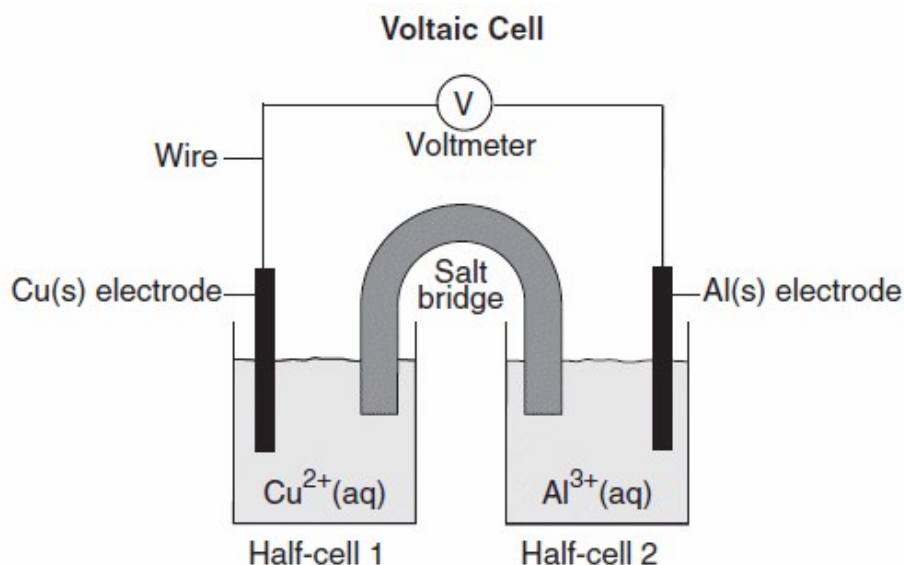 Voltaic Cell
V
Voltmeter
Wire
Cu(s) electrode
Salt
bridge
Al(s) electrode
Cu²⁺(aq)
Al³⁺(aq)
Half-cell 1
Half-cell 2